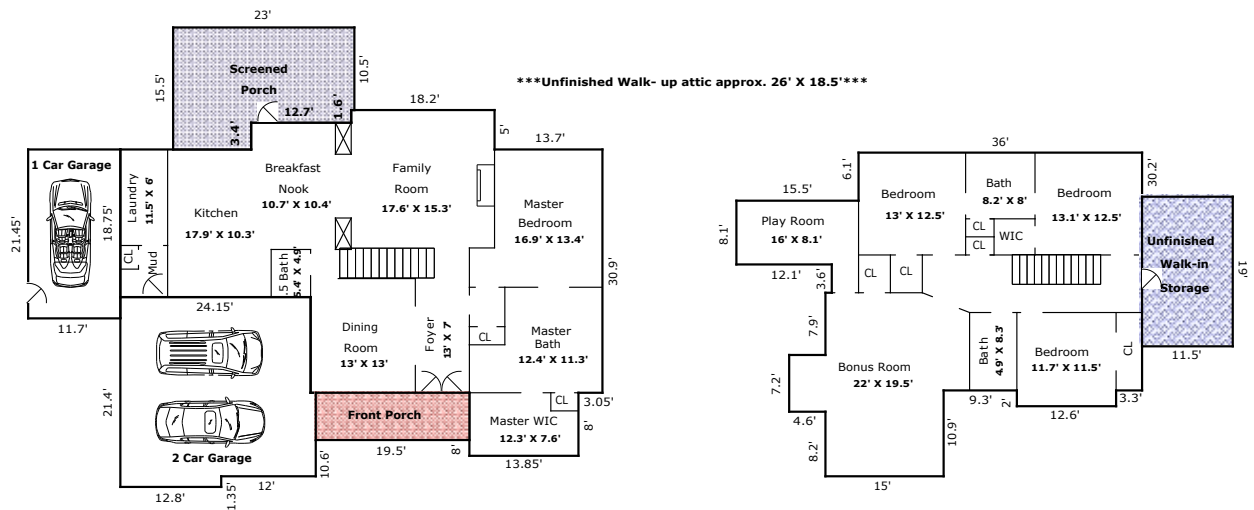 23'
15.5'
Screened
Porch
10.5'
12.7'
1.6'
3.4'
***Unfinished Walk- up attic approx. 26' X 18.5'***
18.2'
5'
13.7'
1 Car Garage
21.45'
18.75'
11.7'
Laundry
11.5' X 6'
CL
Mud
Kitchen
17.9' X 10.3'
Breakfast
Nook
10.7' X 10.4'
Family
Room
17.6' X 15.3'
Master
Bedroom
16.9' X 13.4'
30.9'
.5 Bath
5.4' X 4.9'
24.15'
Dining
Room
13' X 13'
Foyer
13' X 7'
CL
Master
Bath
12.4' X 11.3'
21.4'
2 Car Garage
12.8'
1.35'
12'
10.6'
Front Porch
19.5'
8'
CL
3.05'
Master WIC
12.3' X 7.6'
8'
13.85'
36'
6.1'
30.2'
15.5'
Play Room
16' X 8.1'
8.1'
12.1'
3.6'
Bedroom
13' X 12.5'
Bath
8.2' X 8'
CL
CL
WIC
Bedroom
13.1' X 12.5'
CL
CL
Unfinished
Walk-in
Storage
19'
11.5'
7.9'
7.2'
4.6'
8.2'
Bonus Room
22' X 19.5'
15'
10.9'
Bath
4.9' X 8.3'
9.3'
2'
Bedroom
11.7' X 11.5'
CL
12.6'
3.3'